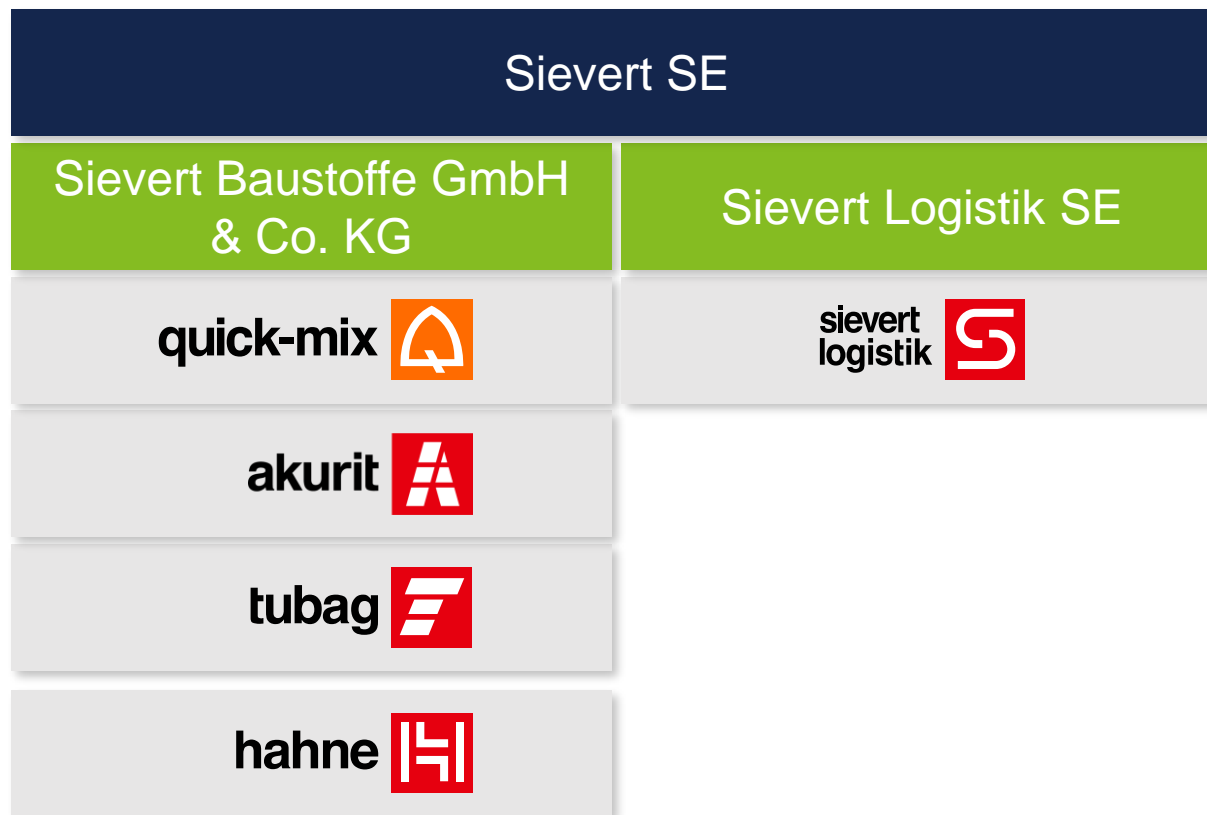 Sievert SE
Sievert Baustoffe GmbH
& Co. KG
Sievert Logistik SE
quick-mix
sievert
logistik
akurit
tubag
hahne